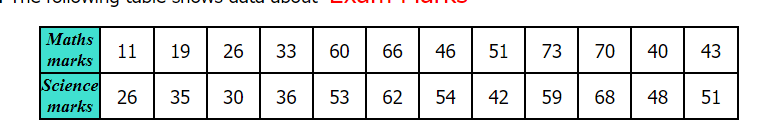 The following table shows data about Exam Marks
Maths
marks 11 19 26 33 60 66 46 51 73 70 40 43
Science
marks 26 35 30 36 53 62 54 42 59 68 48 51